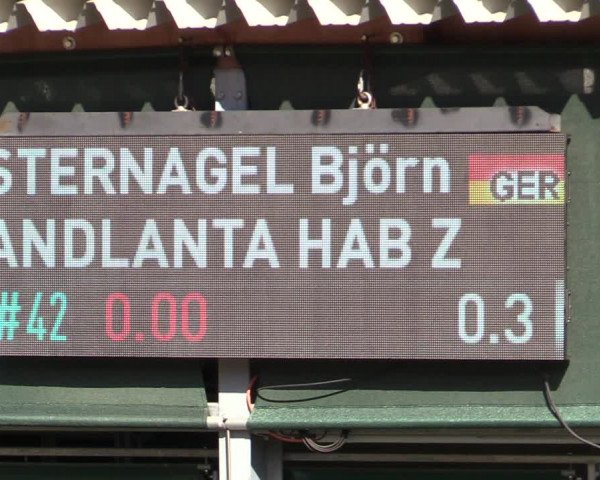 STERNAGEL Björn GER
ANDLANTA HAB Z
#42 0.00 0.3